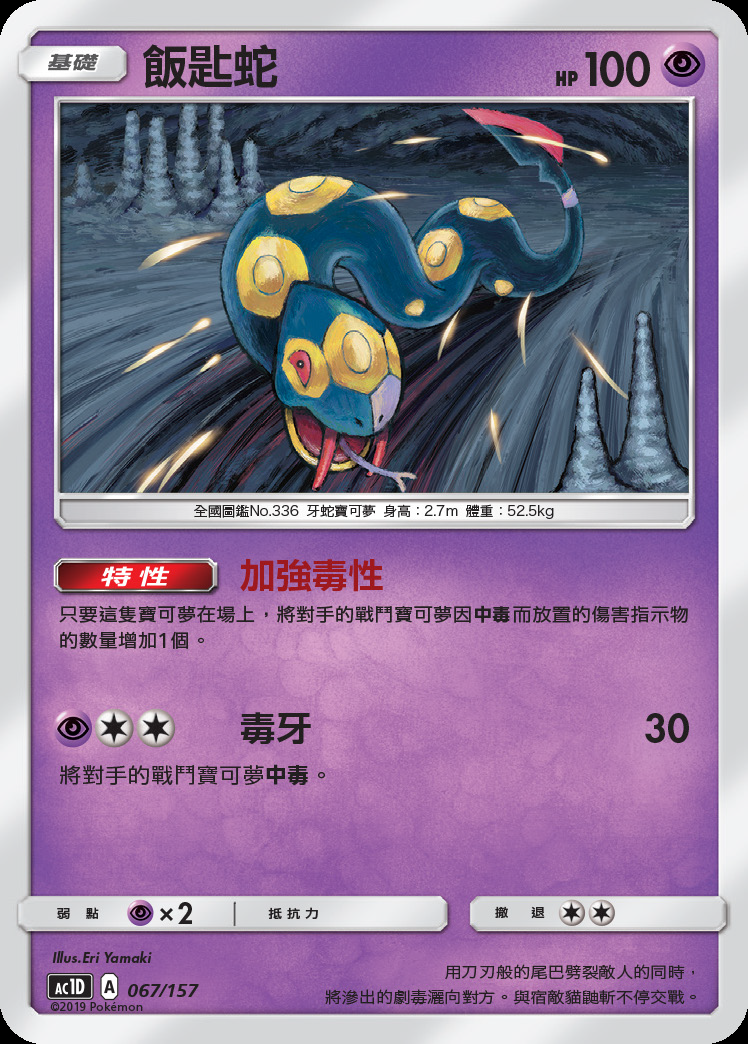 基礎 飯匙蛇 HP 100
全國圖鑑No.336 牙蛇寶可夢 身高：2.7m 體重：52.5kg
特性 加強毒性
只要這隻寶可夢在場上，將對手的戰鬥寶可夢因中毒而放置的傷害指示物
的數量增加1個。
毒牙 30
將對手的戰鬥寶可夢中毒。
弱點 ×2 抵抗力 撤退
Illus.Eri Yamaki
AC1D A 067/157
©2019 Pokémon
用刀刃般的尾巴劈裂敵人的同時，
將滲出的劇毒灑向對方。與宿敵貓鼬斬不停交戰。